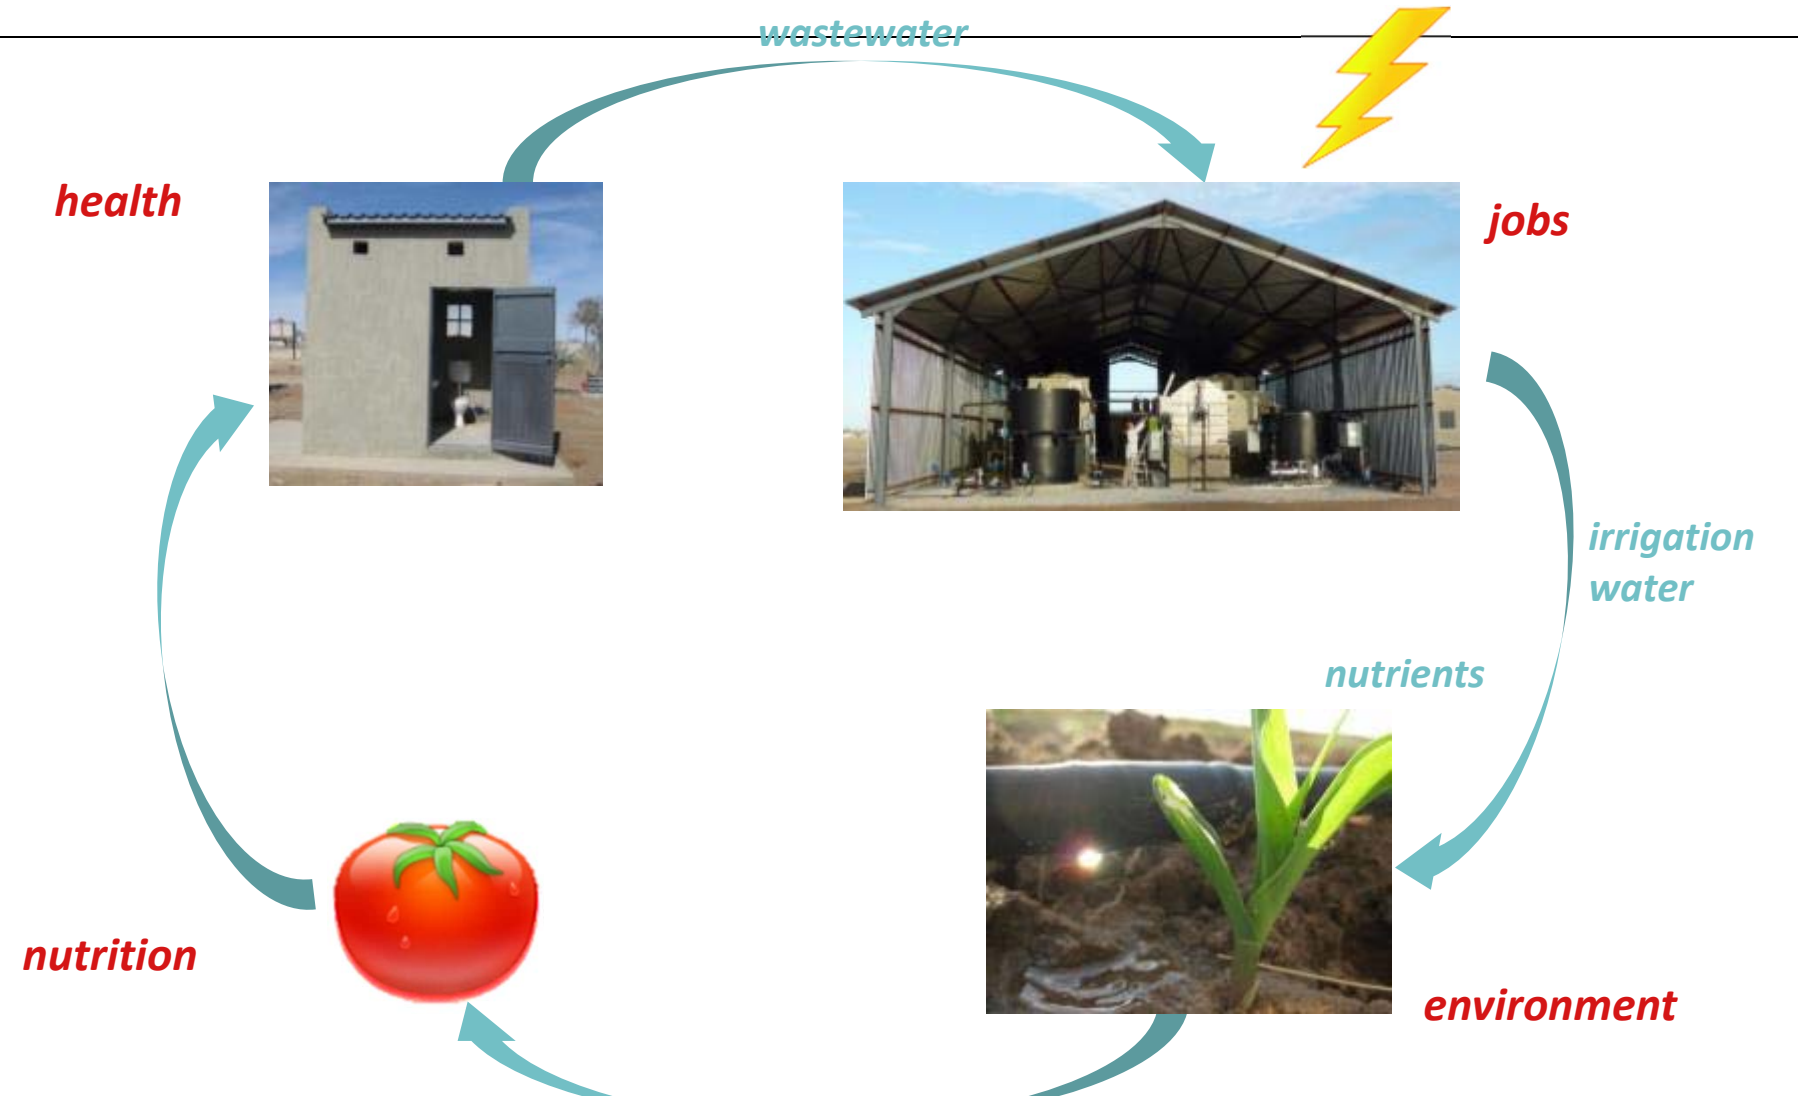 wastewater
health
jobs
irrigation
water
nutrients
nutrition
environment